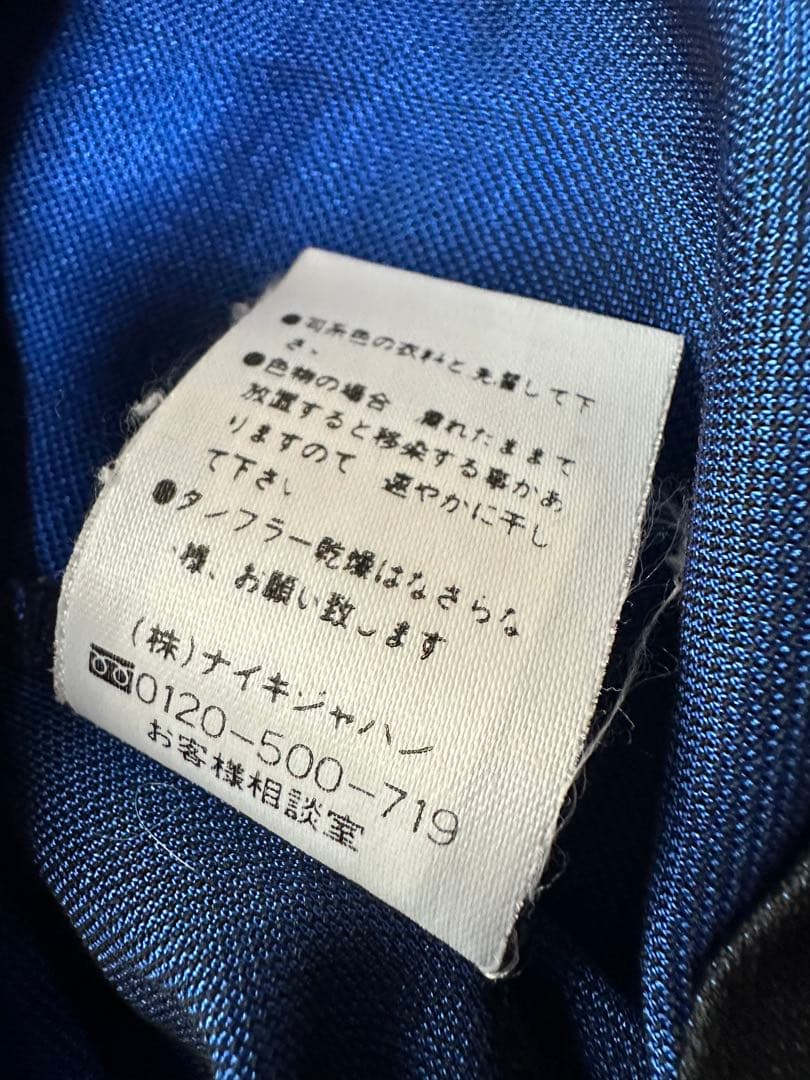 ●同系色の衣料と洗濯して下
さい
●色物の場合 濡れたままで
放置すると移染する事があ
りますので 速やかに干し
て下さい
●タンブラー乾燥はなさらな
い様、お願い致します
(株)ナイキジャパン
0120-500-719
お客様相談室